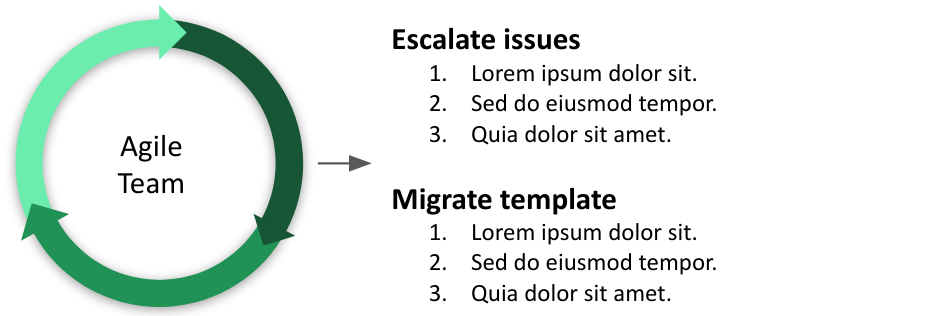 Agile
Team
Escalate issues
1. Lorem ipsum dolor sit.
2. Sed do eiusmod tempor.
3. Quia dolor sit amet.
Migrate template
1. Lorem ipsum dolor sit.
2. Sed do eiusmod tempor.
3. Quia dolor sit amet.